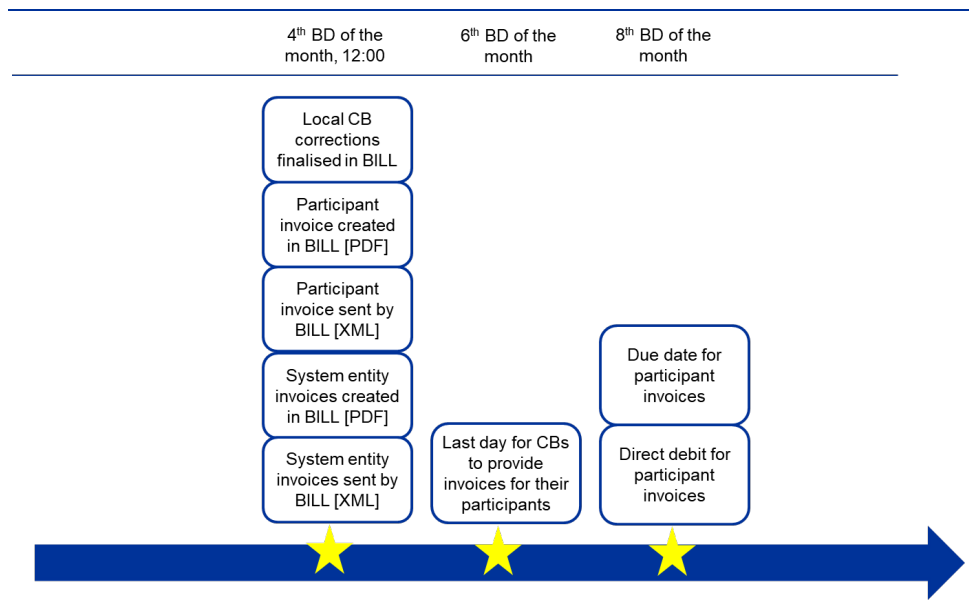 4th BD of the
month, 12:00
6th BD of the
month
8th BD of the
month
Local CB
corrections
finalised in BILL
Participant
invoice created
in BILL [PDF]
Participant
invoice sent by
BILL [XML]
System entity
invoices created
in BILL [PDF]
System entity
invoices sent by
BILL [XML]
Last day for CBs
to provide
invoices for their
participants
Due date for
participant
invoices
Direct debit for
participant
invoices